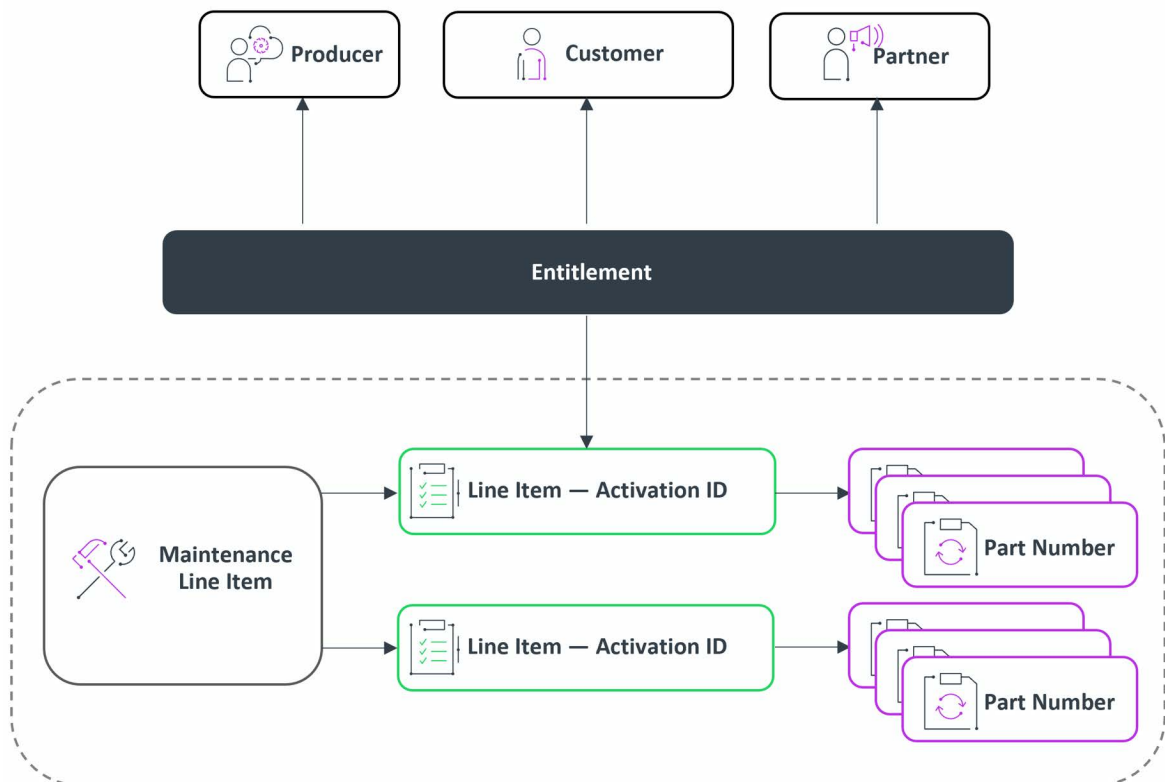 Producer
Customer
Partner
Entitlement
Maintenance
Line Item
Line Item — Activation ID
Part Number
Line Item — Activation ID
Part Number